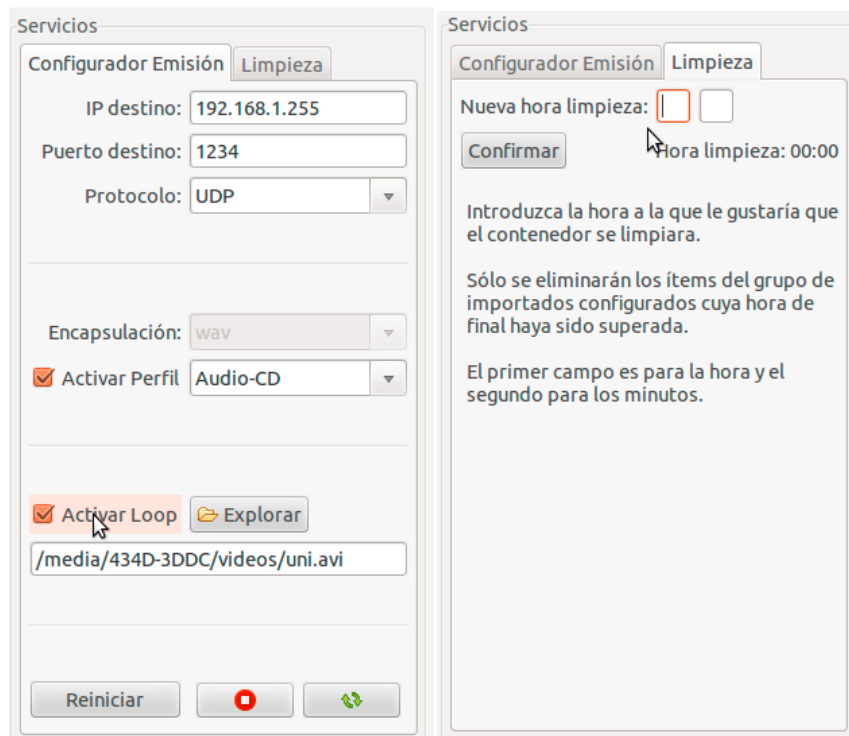 Servicios
Configurador Emisión Limpieza
IP destino: 192.168.1.255
Puerto destino: 1234
Protocolo: UDP
Encapsulación: wav
Activar Perfil Audio-CD
Activar Loop Explorar
/media/434D-3DDC/videos/uni.avi
Reiniciar
Servicios
Configurador Emisión Limpieza
Nueva hora limpieza:
Confirmar Hora limpieza: 00:00
Introduzca la hora a la que le gustaría que
el contenedor se limpiara.
Sólo se eliminarán los ítems del grupo de
importados configurados cuya hora de
final haya sido superada.
El primer campo es para la hora y el
segundo para los minutos.